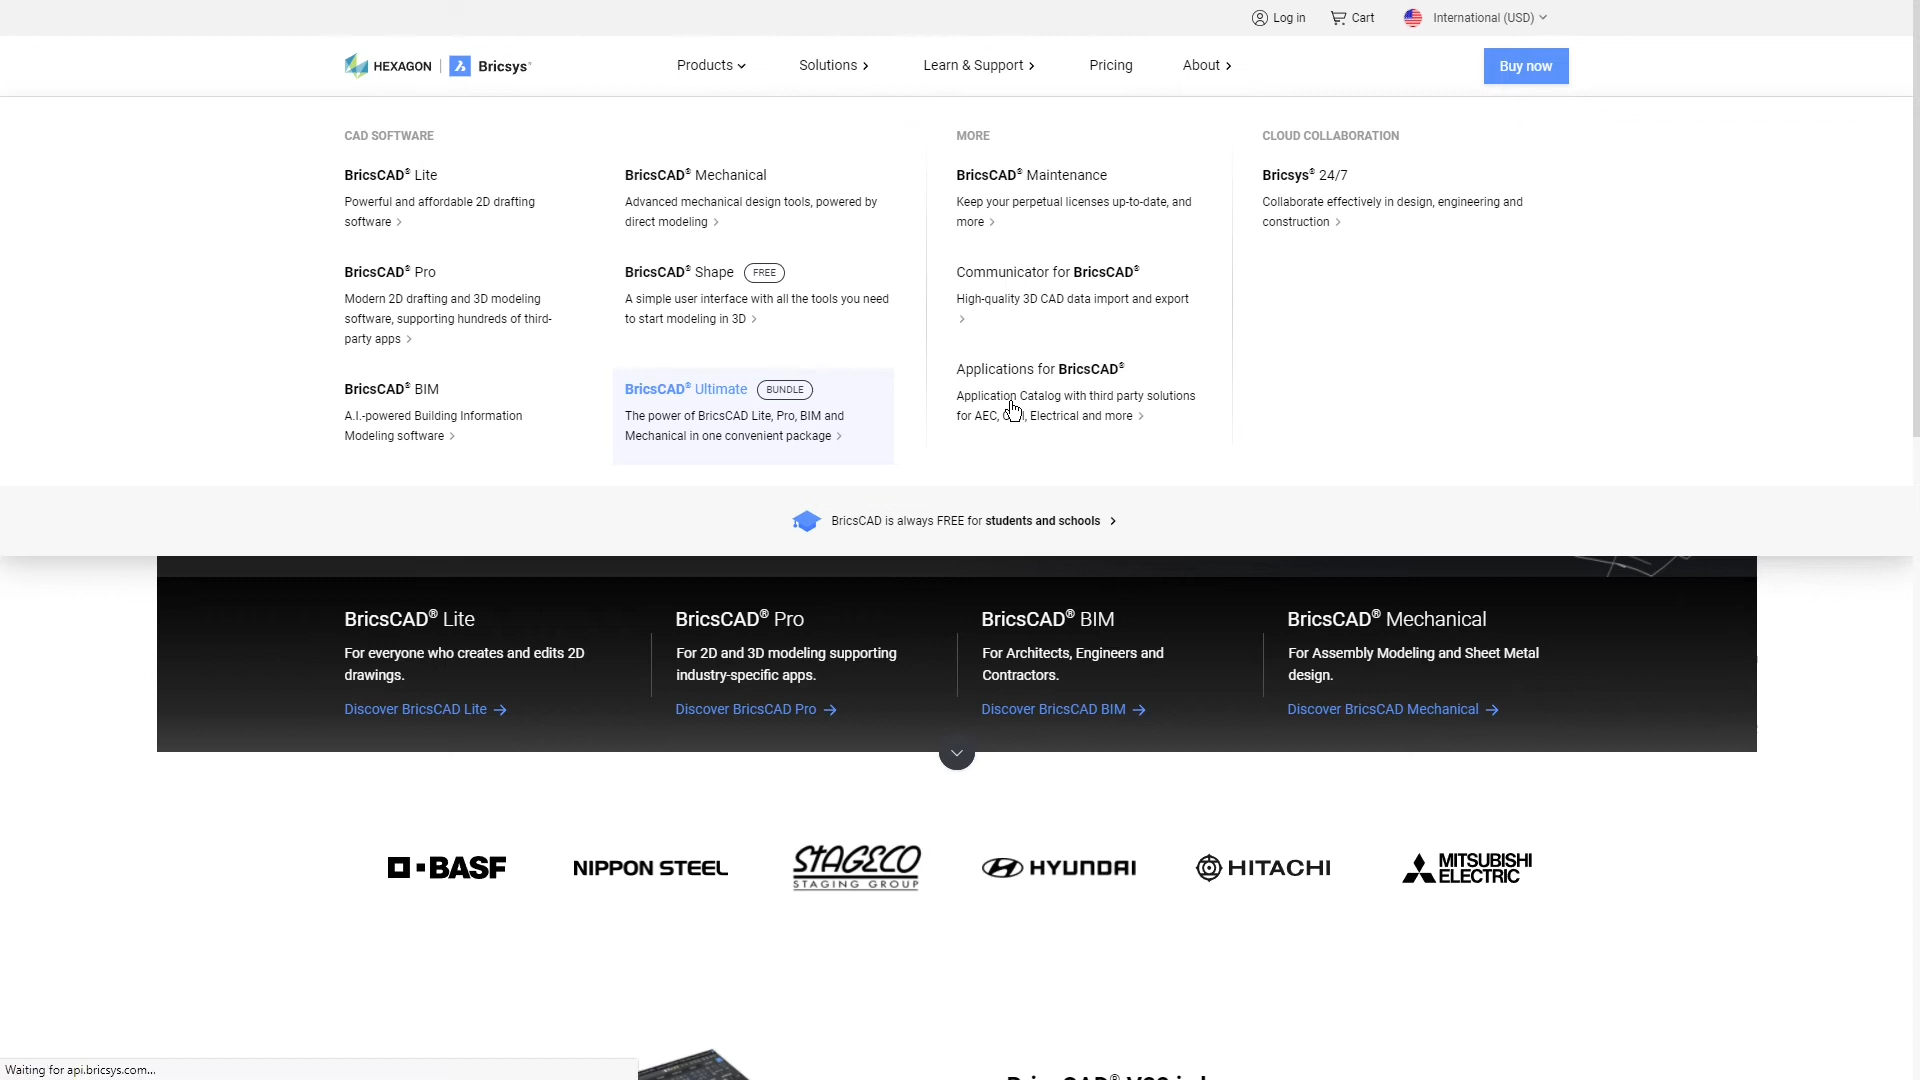 Log in
Cart
International (USD)
HEXAGON | Bricsys®
Products
Solutions
Learn & Support
Pricing
About
Buy now
CAD SOFTWARE
BricsCAD® Lite
Powerful and affordable 2D drafting
software
BricsCAD® Pro
Modern 2D drafting and 3D modeling
software, supporting hundreds of third-
party apps
BricsCAD® BIM
A.I.-powered Building Information
Modeling software
BricsCAD® Mechanical
Advanced mechanical design tools, powered by
direct modeling
BricsCAD® Shape FREE
A simple user interface with all the tools you need
to start modeling in 3D
BricsCAD® Ultimate BUNDLE
The power of BricsCAD Lite, Pro, BIM and
Mechanical in one convenient package
MORE
BricsCAD® Maintenance
Keep your perpetual licenses up-to-date, and
more
Communicator for BricsCAD®
High-quality 3D CAD data import and export
Applications for BricsCAD®
Application Catalog with third party solutions
for AEC, Electrical and more
CLOUD COLLABORATION
Bricsys® 24/7
Collaborate effectively in design, engineering and
construction
BricsCAD is always FREE for students and schools
BricsCAD® Lite
For everyone who creates and edits 2D
drawings.
Discover BricsCAD Lite
BricsCAD® Pro
For 2D and 3D modeling supporting
industry-specific apps.
Discover BricsCAD Pro
BricsCAD® BIM
For Architects, Engineers and
Contractors.
Discover BricsCAD BIM
BricsCAD® Mechanical
For Assembly Modeling and Sheet Metal
design.
Discover BricsCAD Mechanical
BASF
NIPPON STEEL
STAGECO
STAGING GROUP
HYUNDAI
HITACHI
MITSUBISHI
ELECTRIC
Waiting for api.bricsys.com...